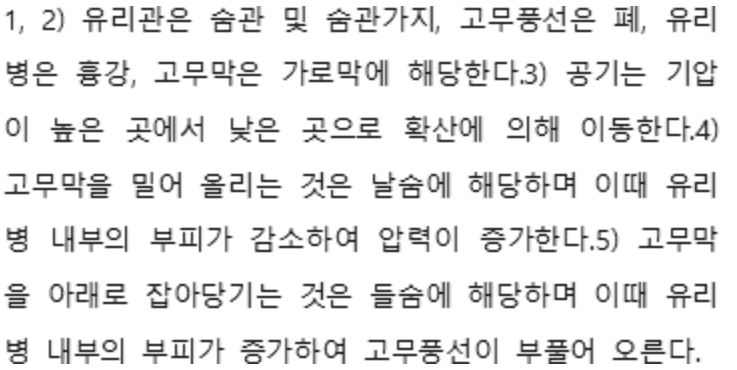 1, 2) 유리관은 숨관 및 숨관가지, 고무풍선은 폐, 유리
병은 흉강, 고무막은 가로막에 해당한다.3) 공기는 기압
이 높은 곳에서 낮은 곳으로 확산에 의해 이동한다.4)
고무막을 밀어 올리는 것은 날숨에 해당하며 이때 유리
병 내부의 부피가 감소하여 압력이 증가한다.5) 고무막
을 아래로 잡아당기는 것은 들숨에 해당하며 이때 유리
병 내부의 부피가 증가하여 고무풍선이 부풀어 오른다.